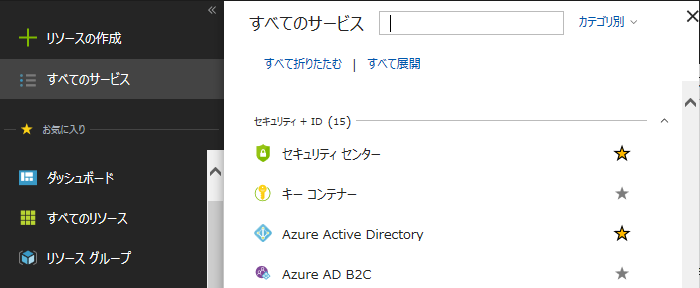 リソースの作成
すべてのサービス
お気に入り
ダッシュボード
すべてのリソース
リソース グループ
すべてのサービス
カテゴリ別
すべて折りたたむ | すべて展開
セキュリティ + ID (15)
セキュリティ センター
キー コンテナー
Azure Active Directory
Azure AD B2C